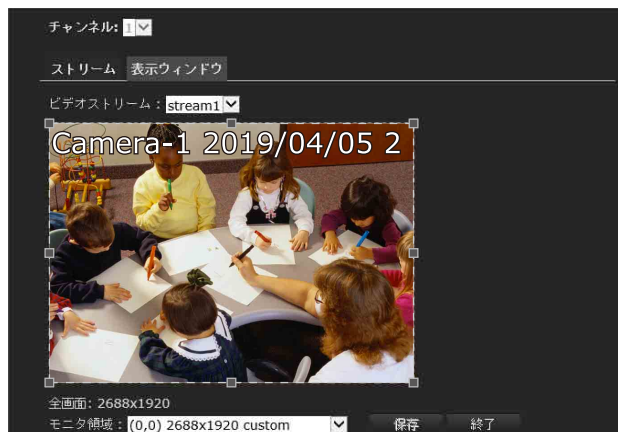 チャンネル: 1
ストリーム 表示ウィンドウ
ビデオストリーム : stream1
Camera-1 2019/04/05 2
全画面: 2688x1920
モニタ領域 : (0,0) 2688x1920 custom 保存 終了